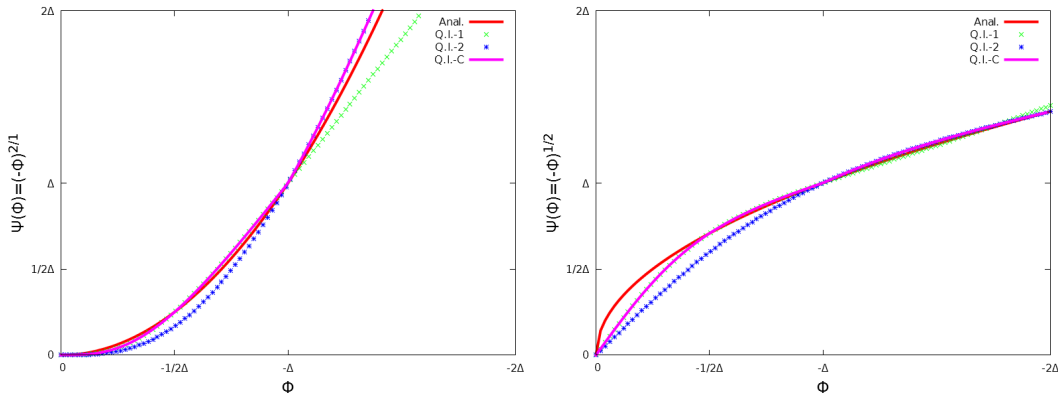 2Δ
Δ
1/2Δ
0
Ψ(Φ)=(-Φ)^2/1
Anal.
Q.I.-1
Q.I.-2
Q.I.-C
0
-1/2Δ
-Δ
-2Δ
Φ
2Δ
Δ
1/2Δ
0
Ψ(Φ)=(-Φ)^1/2
Anal.
Q.I.-1
Q.I.-2
Q.I.-C
0
-1/2Δ
-Δ
-2Δ
Φ